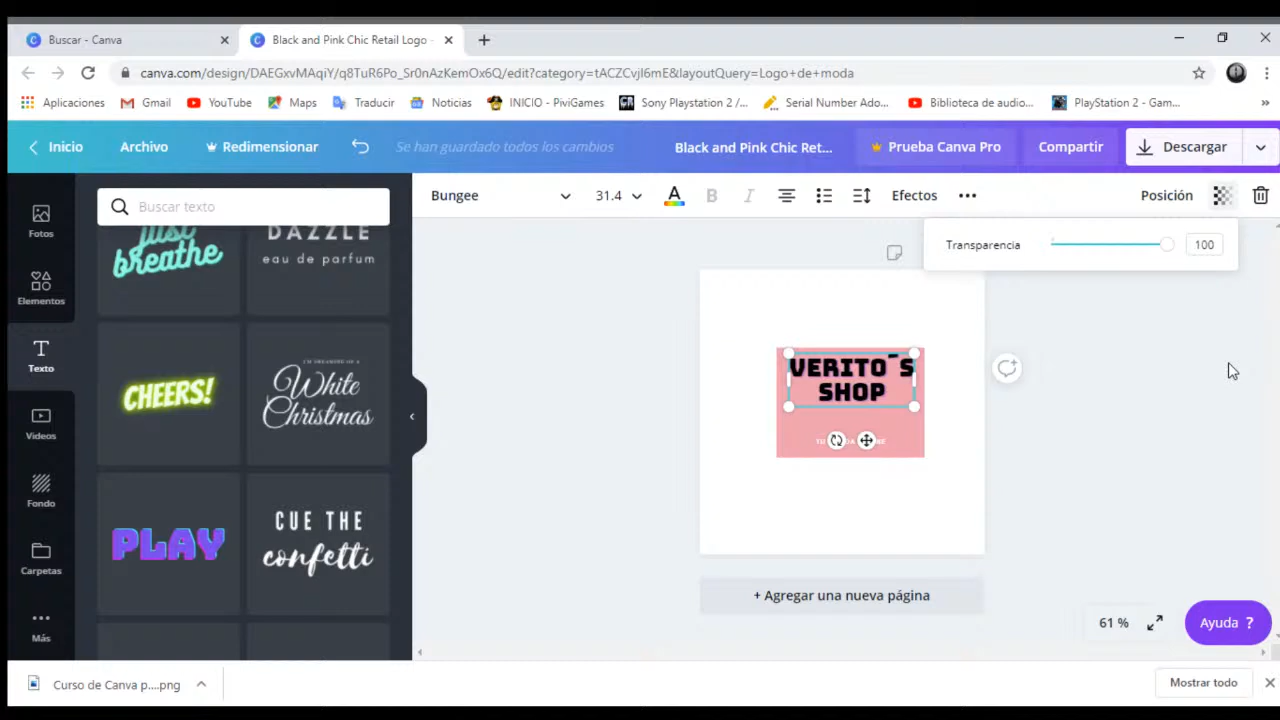 Buscar - Canva
Black and Pink Chic Retail Logo -
canva.com/design/DAEGxvMAqiY/q8TuR6Po_Sr0nAzKemOx6Q/edit?category=tACZCvjI6mE&layoutQuery=Logo+de+moda
Aplicaciones
Gmail
YouTube
Maps
Traducir
Noticias
INICIO - PiviGames
Sony Playstation 2 /...
Serial Number Ado...
Biblioteca de audio...
PlayStation 2 - Gam...
Inicio
Archivo
Redimensionar
Se han guardado todos los cambios
Black and Pink Chic Ret...
Prueba Canva Pro
Compartir
Descargar
Fotos
Elementos
Texto
Videos
Fondo
Carpetas
Más
Buscar texto
just
breathe
DAZZLE
eau de parfum
CHEERS!
I'M DREAMING OF A
White
Christmas
PLAY
CUE THE
confetti
Bungee
31.4
A
B
I
Efectos
Posición
Transparencia
100
VERITO´S
SHOP
+ Agregar una nueva página
61 %
Ayuda ?
Curso de Canva p....png
Mostrar todo